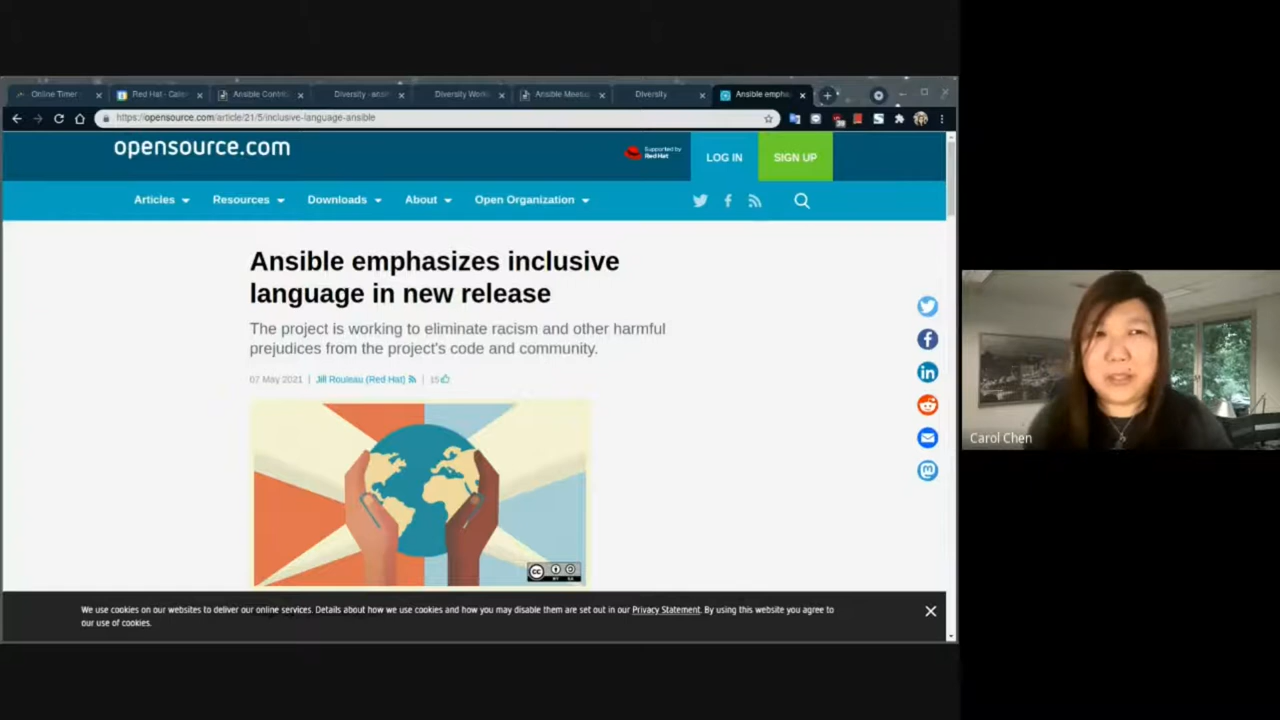 Online Timer
Red Hat - Cale
Ansible Contri
Diversity - ansi
Diversity Work
Ansible Meetu
Diversity
Ansible empha
https://opensource.com/article/21/5/inclusive-language-ansible
opensource.com
Supported by
Red Hat
LOG IN
SIGN UP
Articles
Resources
Downloads
About
Open Organization
Ansible emphasizes inclusive
language in new release
The project is working to eliminate racism and other harmful
prejudices from the project's code and community.
07 May 2021 | Jill Rouleau (Red Hat) | 15
cc
BY SA
Carol Chen
We use cookies on our websites to deliver our online services. Details about how we use cookies and how you may disable them are set out in our Privacy Statement. By using this website you agree to
our use of cookies.